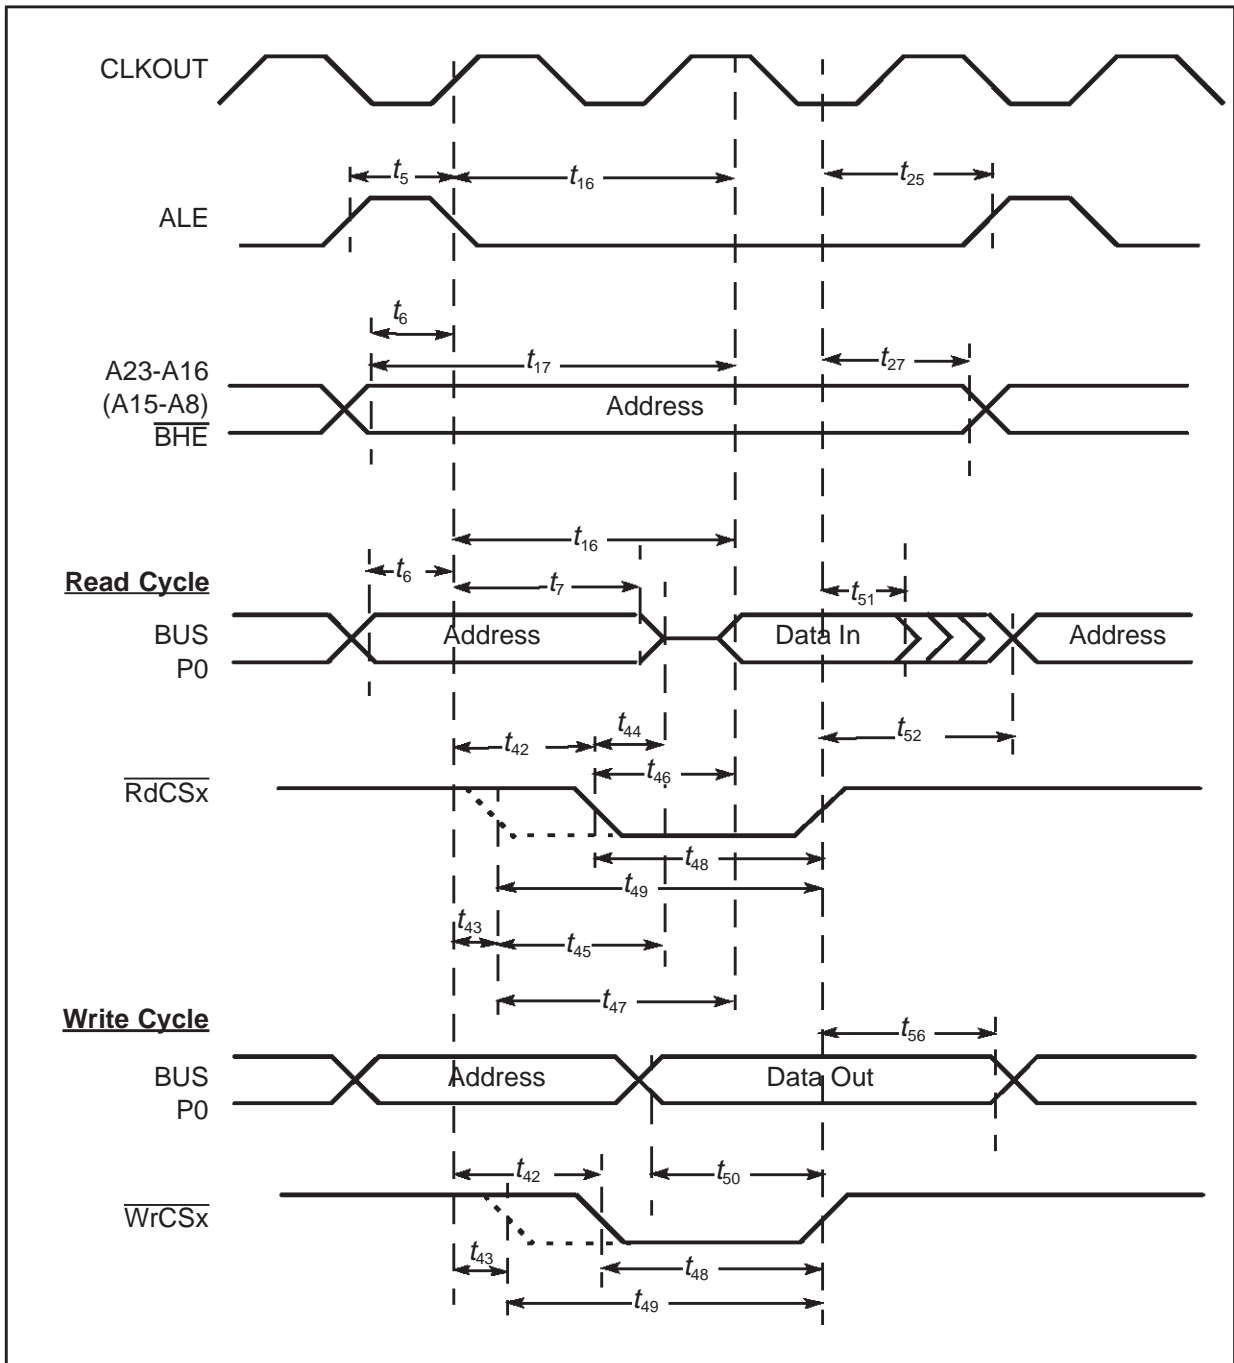 CLKOUT
t5 t16 t25
ALE
t6
t17 t27
A23-A16
(A15-A8) Address
BHE
t16
t6 t7 t51
Read Cycle
BUS Address Data In Address
P0
t44 t52
t42
t46
RdCSx
t48
t49
t43 t45
t47
Write Cycle
t56
BUS Address Data Out
P0
t42 t50
WrCSx
t43 t48
t49